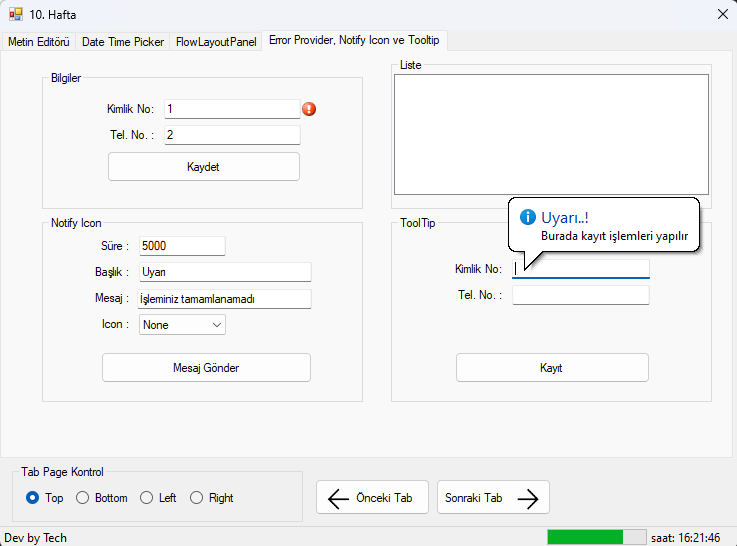 10. Hafta
Metin Editörü
Date Time Picker
FlowLayoutPanel
Error Provider, Notify Icon ve Tooltip
Bilgiler
Kimlik No:
1
Tel. No. :
2
Kaydet
Liste
Notify Icon
Süre :
5000
Başlık :
Uyarı
Mesaj :
İşleminiz tamamlanamadı
Icon :
None
Mesaj Gönder
ToolTip
Uyarı..!
Burada kayıt işlemleri yapılır
Kimlik No:
Tel. No. :
Kayıt
Tab Page Kontrol
Top
Bottom
Left
Right
Önceki Tab
Sonraki Tab
Dev by Tech
saat: 16:21:46